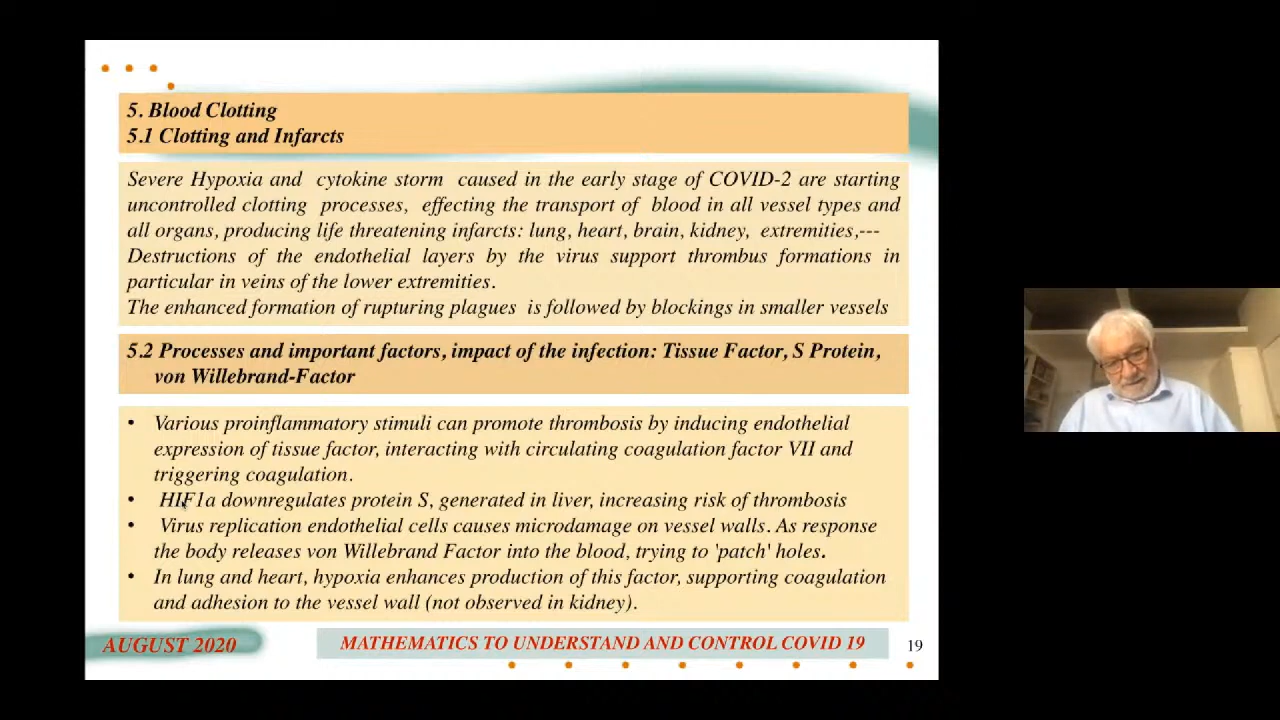 5. Blood Clotting
5.1 Clotting and Infarcts
Severe Hypoxia and cytokine storm caused in the early stage of COVID-2 are starting
uncontrolled clotting processes, effecting the transport of blood in all vessel types and
all organs, producing life threatening infarcts: lung, heart, brain, kidney, extremities,---
Destructions of the endothelial layers by the virus support thrombus formations in
particular in veins of the lower extremities.
The enhanced formation of rupturing plagues is followed by blockings in smaller vessels
5.2 Processes and important factors, impact of the infection: Tissue Factor, S Protein,
von Willebrand-Factor
• Various proinflammatory stimuli can promote thrombosis by inducing endothelial
expression of tissue factor, interacting with circulating coagulation factor VII and
triggering coagulation.
• HIF1a downregulates protein S, generated in liver, increasing risk of thrombosis
• Virus replication endothelial cells causes microdamage on vessel walls. As response
the body releases von Willebrand Factor into the blood, trying to 'patch' holes.
• In lung and heart, hypoxia enhances production of this factor, supporting coagulation
and adhesion to the vessel wall (not observed in kidney).
AUGUST 2020
MATHEMATICS TO UNDERSTAND AND CONTROL COVID 19
19